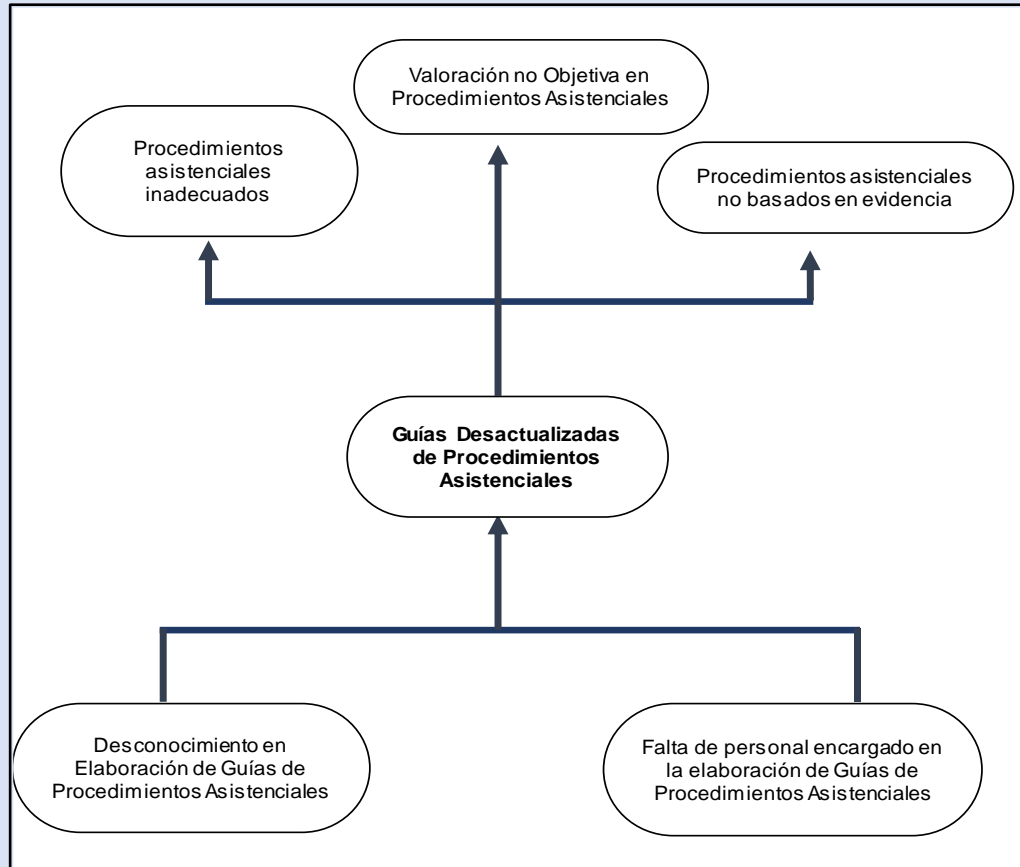 Valoración no Objetiva en
Procedimientos Asistenciales
Procedimientos
asistenciales
inadecuados
Procedimientos asistenciales
no basados en evidencia
Guías Desactualizadas
de Procedimientos
Asistenciales
Desconocimiento en
Elaboración de Guías de
Procedimientos Asistenciales
Falta de personal encargado en
la elaboración de Guías de
Procedimientos Asistenciales